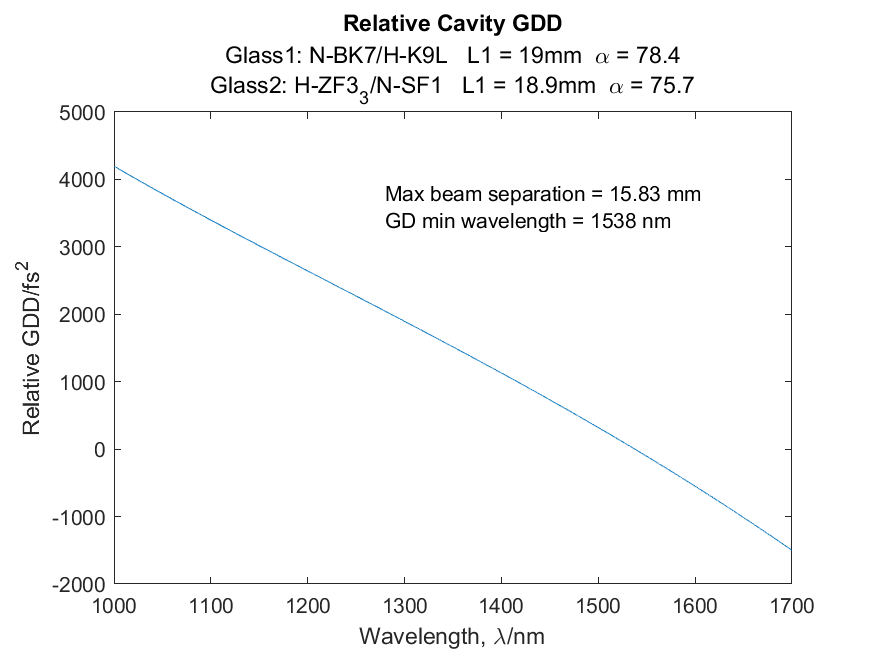 Relative Cavity GDD
Glass1: N-BK7/H-K9L L1 = 19mm α = 78.4
Glass2: H-ZF3₃/N-SF1 L1 = 18.9mm α = 75.7
5000
4000
3000
2000
1000
0
-1000
-2000
Relative GDD/fs²
Max beam separation = 15.83 mm
GD min wavelength = 1538 nm
1000 1100 1200 1300 1400 1500 1600 1700
Wavelength, λ/nm